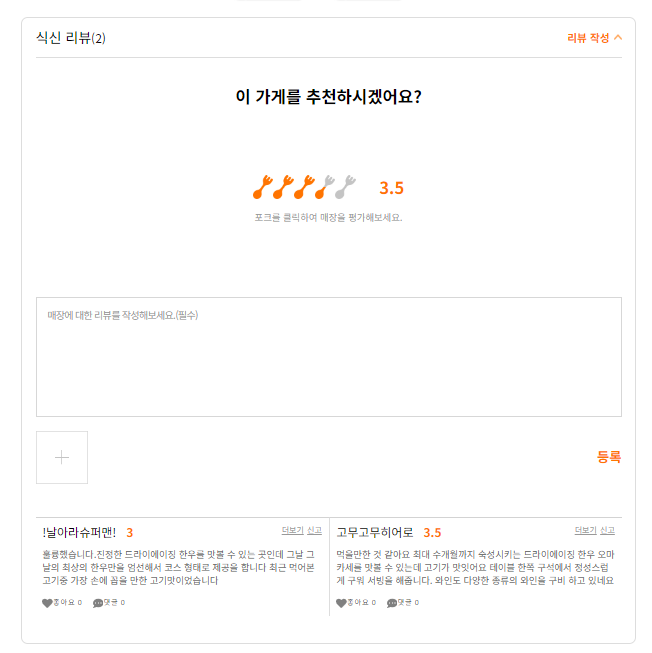 식신 리뷰(2)
리뷰 작성
이 가게를 추천하시겠어요?
3.5
포크를 클릭하여 매장을 평가해보세요.
매장에 대한 리뷰를 작성해보세요.(필수)
등록
!날아라슈퍼맨! 3
더보기 신고
훌륭했습니다.진정한 드라이에이징 한우를 맛볼 수 있는 곳인데 그날 그
날의 최상의 한우만을 엄선해서 코스 형태로 제공을 합니다 최근 먹어본
고기중 가장 손에 꼽을 만한 고기맛이었습니다
좋아요 0 댓글 0
고무고무히어로 3.5
더보기 신고
먹을만한 것 같아요 최대 수개월까지 숙성시키는 드라이에이징 한우 오마
카세를 맛볼 수 있는데 고기가 맛잇어요 테이블 한쪽 구석에서 정성스럽
게 구워 서빙을 해줍니다. 와인도 다양한 종류의 와인을 구비 하고 있네요
좋아요 0 댓글 0